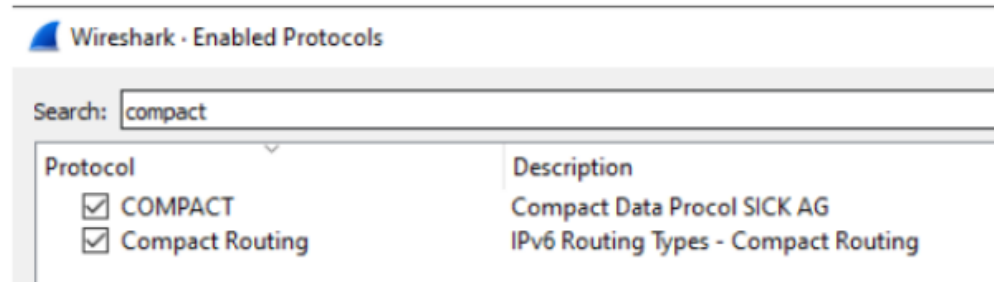 Wireshark · Enabled Protocols
Search: compact
Protocol Description
COMPACT Compact Data Procol SICK AG
Compact Routing IPv6 Routing Types - Compact Routing